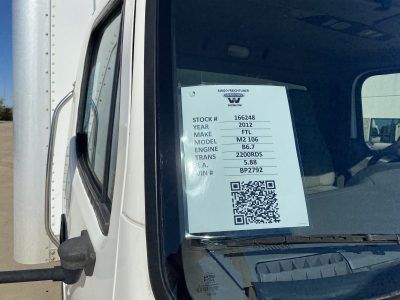 STOCK # 166248
YEAR 2012
MAKE FTL
MODEL M2 106
ENGINE B6.7
TRANS 2200RDS
R.A. 5.88
VIN # BP2792